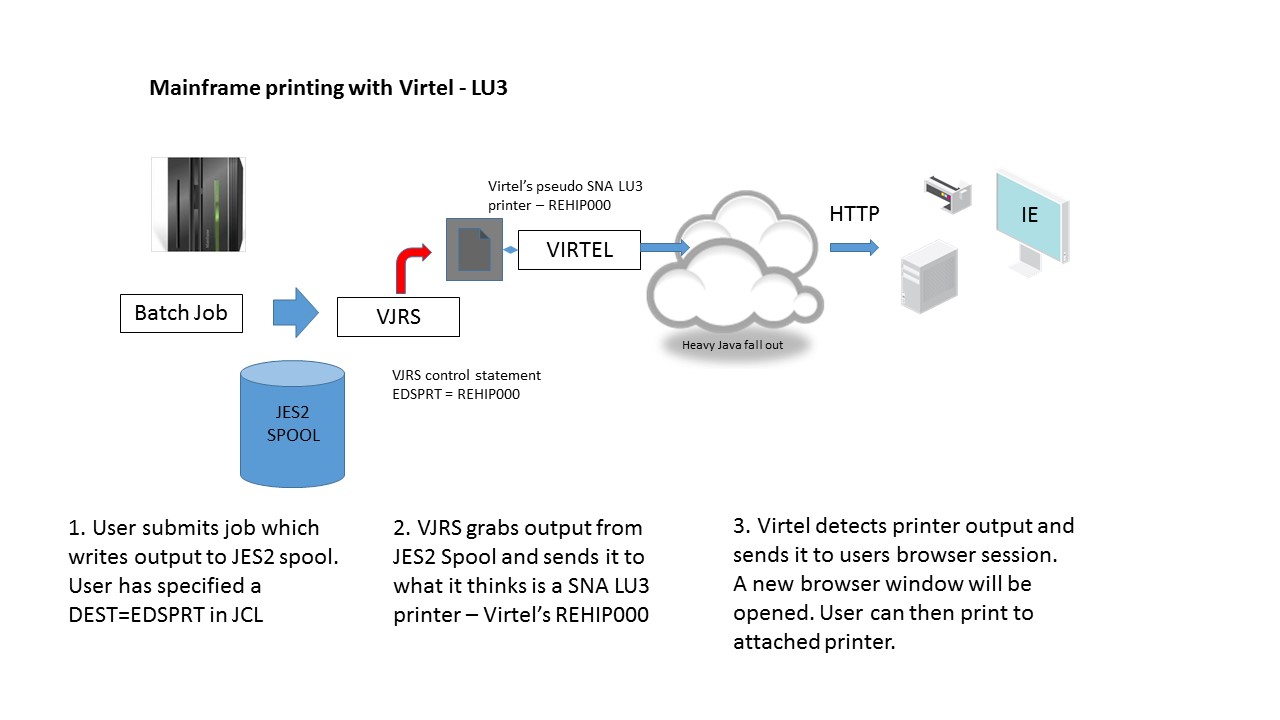 Mainframe printing with Virtel - LU3
Virtel's pseudo SNA LU3
printer – REHIP000
HTTP
IE
VIRTEL
Batch Job
VJRS
Heavy Java fall out
VJRS control statement
EDSPRT = REHIP000
JES2
SPOOL
1. User submits job which
writes output to JES2 spool.
User has specified a
DEST=EDSPRT in JCL
2. VJRS grabs output from
JES2 Spool and sends it to
what it thinks is a SNA LU3
printer – Virtel's REHIP000
3. Virtel detects printer output and
sends it to users browser session.
A new browser window will be
opened. User can then print to
attached printer.